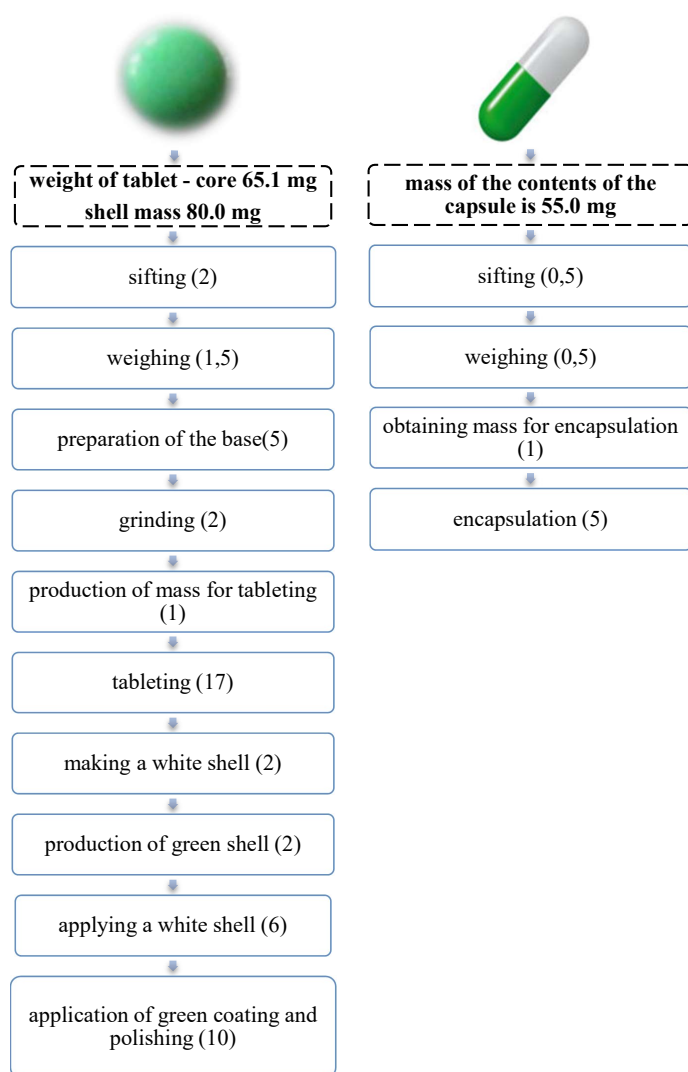 weight of tablet - core 65.1 mg
shell mass 80.0 mg
sifting (2)
weighing (1,5)
preparation of the base(5)
grinding (2)
production of mass for tableting
(1)
tableting (17)
making a white shell (2)
production of green shell (2)
applying a white shell (6)
application of green coating and
polishing (10)
mass of the contents of the
capsule is 55.0 mg
sifting (0,5)
weighing (0,5)
obtaining mass for encapsulation
(1)
encapsulation (5)